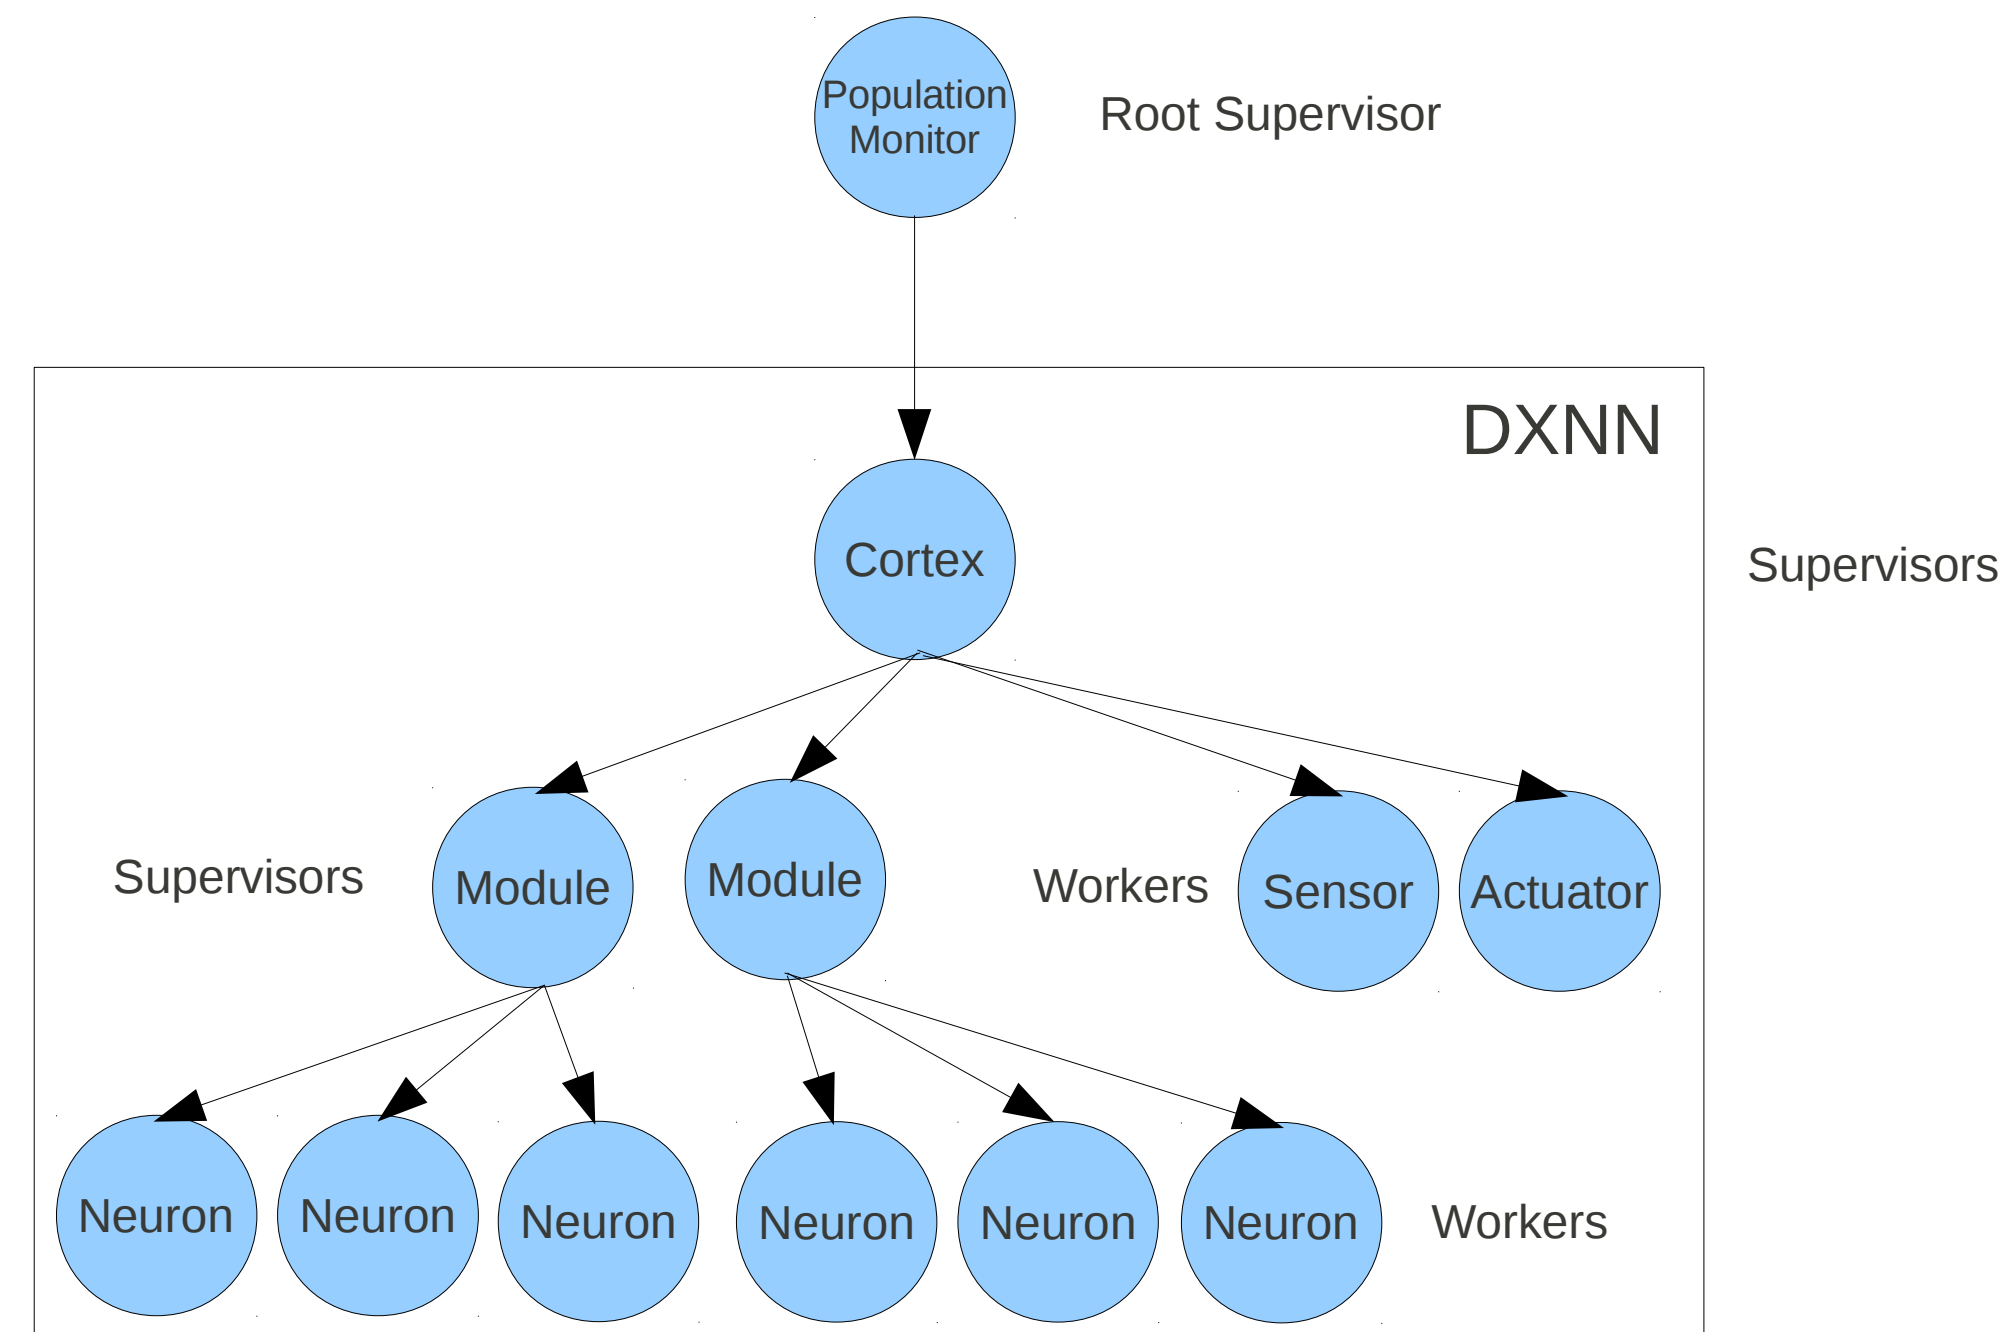 Population
Monitor
Root Supervisor
DXNN
Cortex
Supervisors
Supervisors
Module
Module
Workers
Sensor
Actuator
Neuron
Neuron
Neuron
Neuron
Neuron
Neuron
Workers